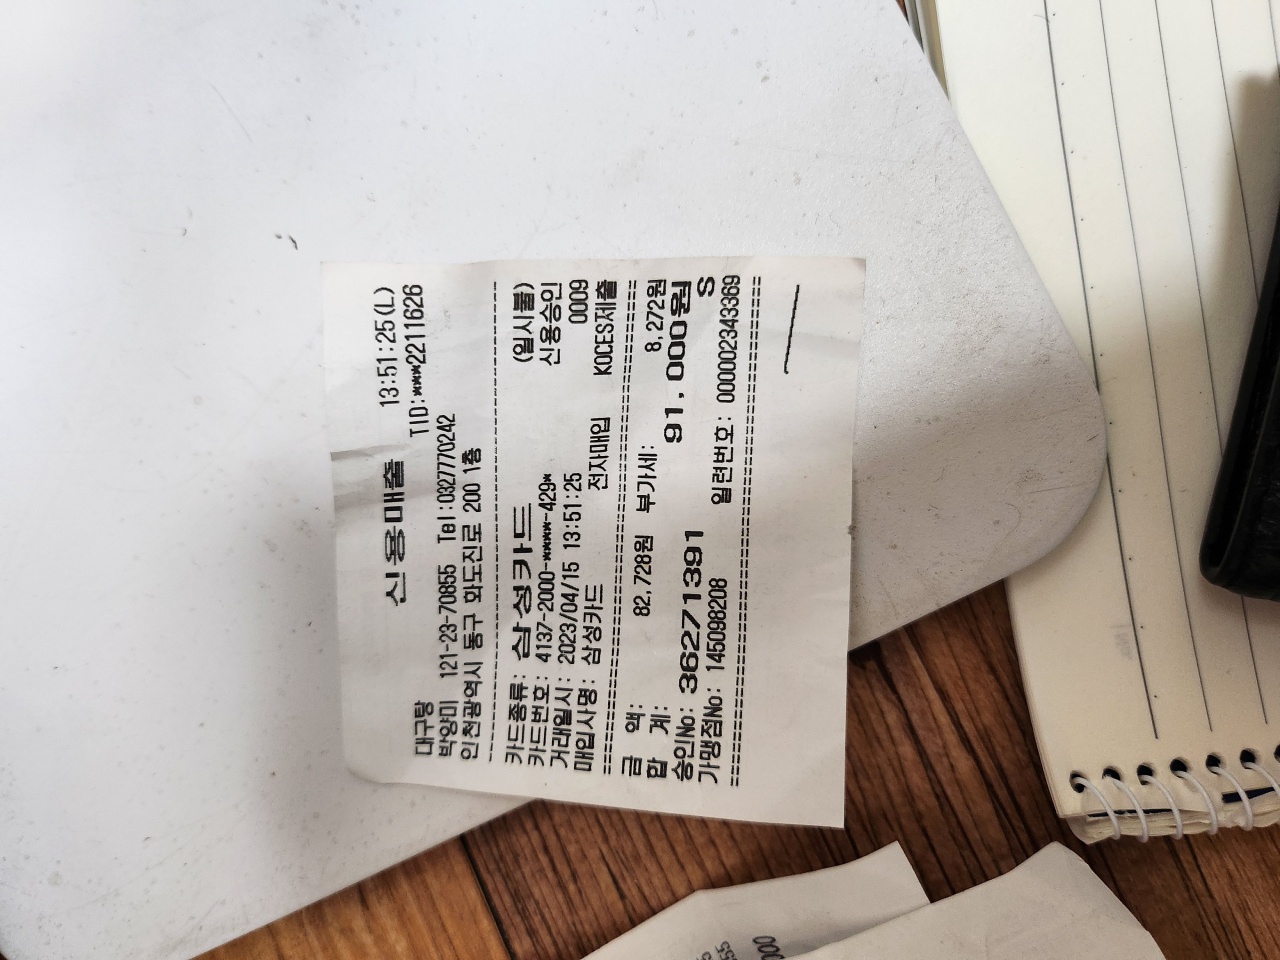 신용매출 13:51:25(L)
TID:***2211626
대구탕
박양미 121-23-70855 Tel:0327770242
인천광역시 동구 화도진로 200 1층
카드종류: 삼성카드 (일시불)
카드번호: 4137-2000-****-429* 신용승인
거래일시: 2023/04/15 13:51:25 0009
매입사명: 삼성카드 전자매입 KOCES제출
금 액: 82,728원 부가세: 8,272원
합 계: 91,000원
승인No: 36271391 S
가맹점No: 145098208 일련번호: 000002343369